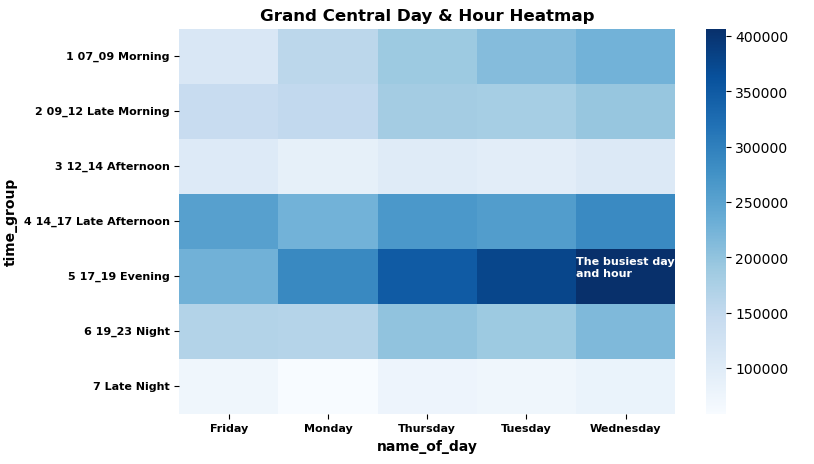 Grand Central Day & Hour Heatmap
1 07_09 Morning
2 09_12 Late Morning
3 12_14 Afternoon
4 14_17 Late Afternoon
5 17_19 Evening
6 19_23 Night
7 Late Night
time_group
The busiest day
and hour
Friday Monday Thursday Tuesday Wednesday
name_of_day
400000
350000
300000
250000
200000
150000
100000